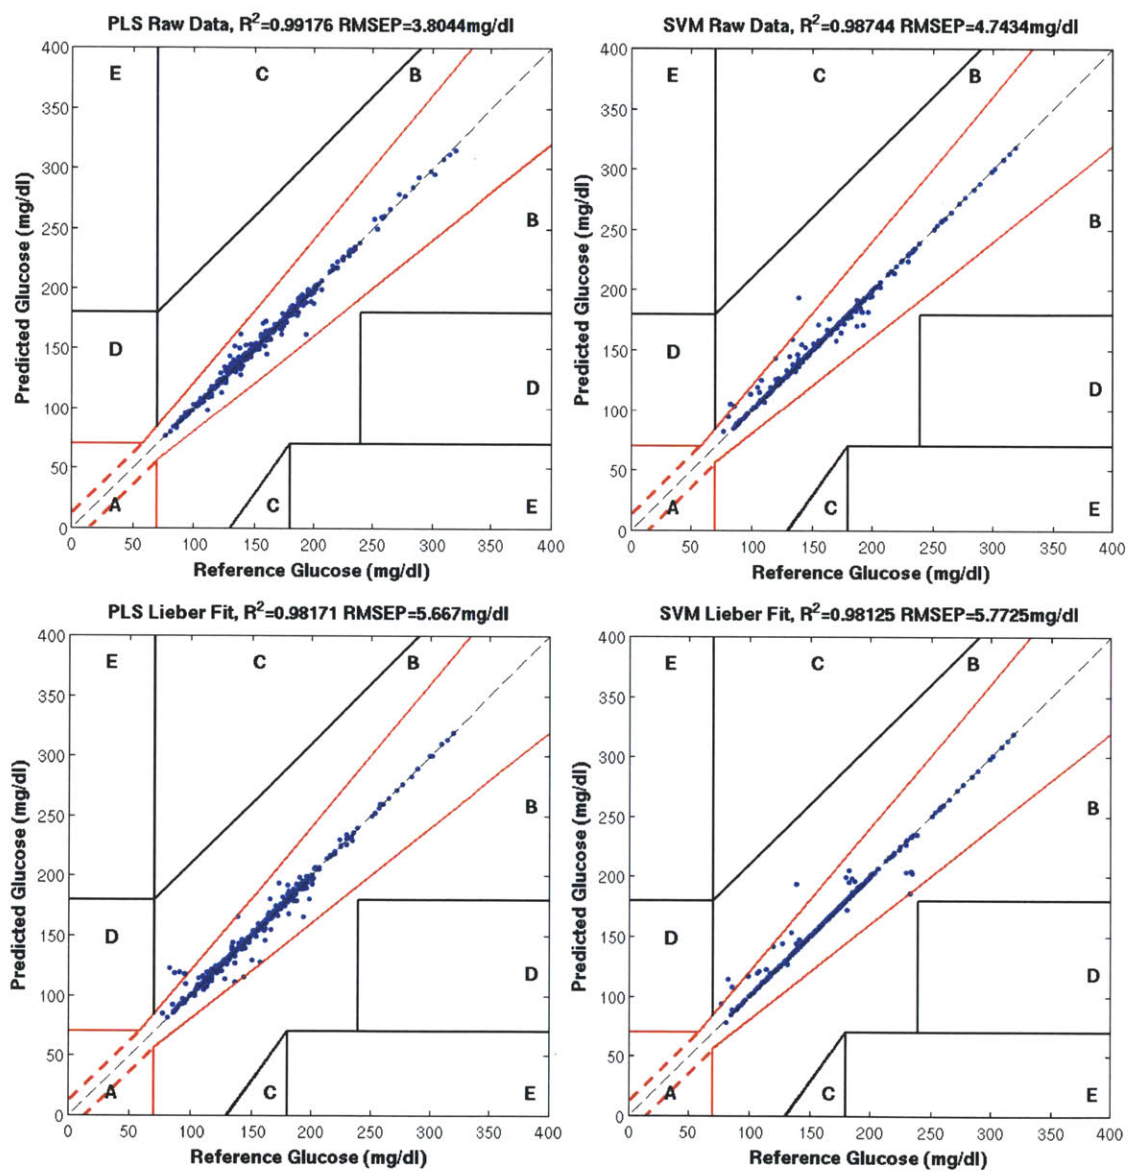 PLS Raw Data, R²=0.99176 RMSEP=3.8044mg/dl
400
350
300
250
200
150
100
50
0
Predicted Glucose (mg/dl)
E
C
B
B
D
D
A
C
E
0 50 100 150 200 250 300 350 400
Reference Glucose (mg/dl)
SVM Raw Data, R²=0.98744 RMSEP=4.7434mg/dl
400
350
300
250
200
150
100
50
0
Predicted Glucose (mg/dl)
E
C
B
B
D
D
A
C
E
0 50 100 150 200 250 300 350 400
Reference Glucose (mg/dl)
PLS Lieber Fit, R²=0.98171 RMSEP=5.667mg/dl
400
350
300
250
200
150
100
50
0
Predicted Glucose (mg/dl)
E
C
B
B
D
D
A
C
E
0 50 100 150 200 250 300 350 400
Reference Glucose (mg/dl)
SVM Lieber Fit, R²=0.98125 RMSEP=5.7725mg/dl
400
350
300
250
200
150
100
50
0
Predicted Glucose (mg/dl)
E
C
B
B
D
D
A
C
E
0 50 100 150 200 250 300 350 400
Reference Glucose (mg/dl)